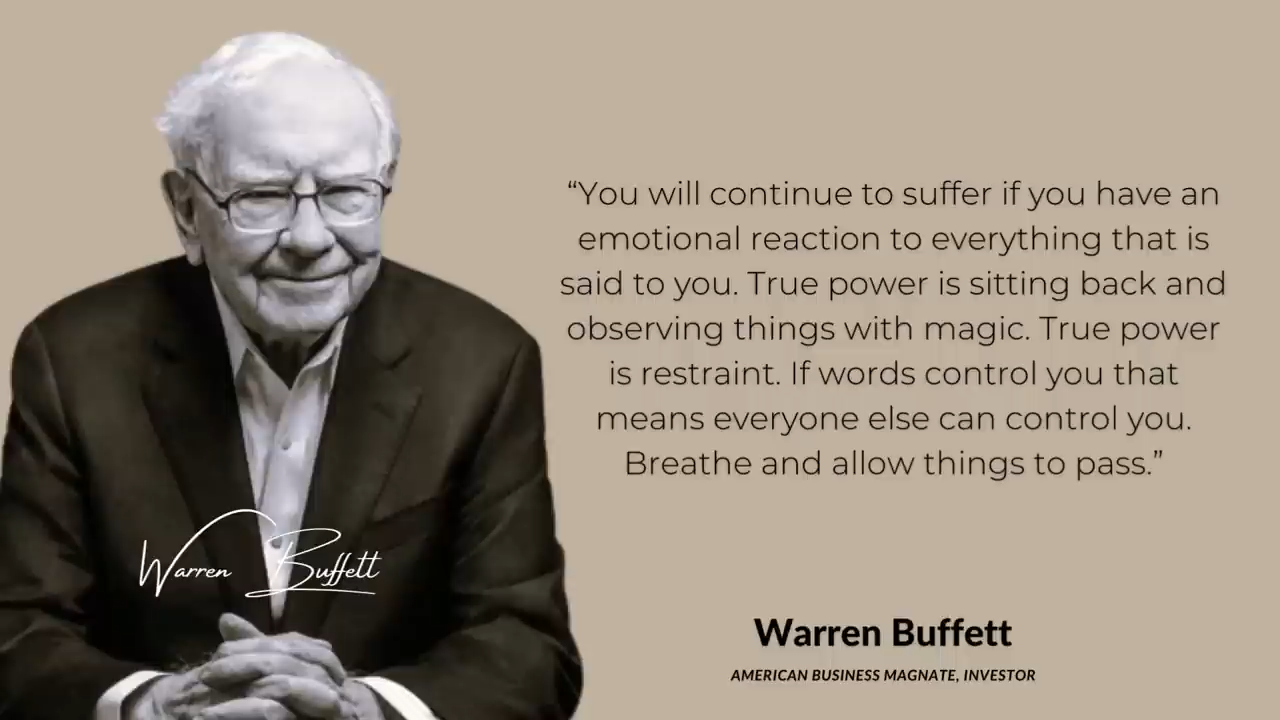 “You will continue to suffer if you have an
emotional reaction to everything that is
said to you. True power is sitting back and
observing things with magic. True power
is restraint. If words control you that
means everyone else can control you.
Breathe and allow things to pass.”
Warren Buffett
Warren Buffett
AMERICAN BUSINESS MAGNATE, INVESTOR